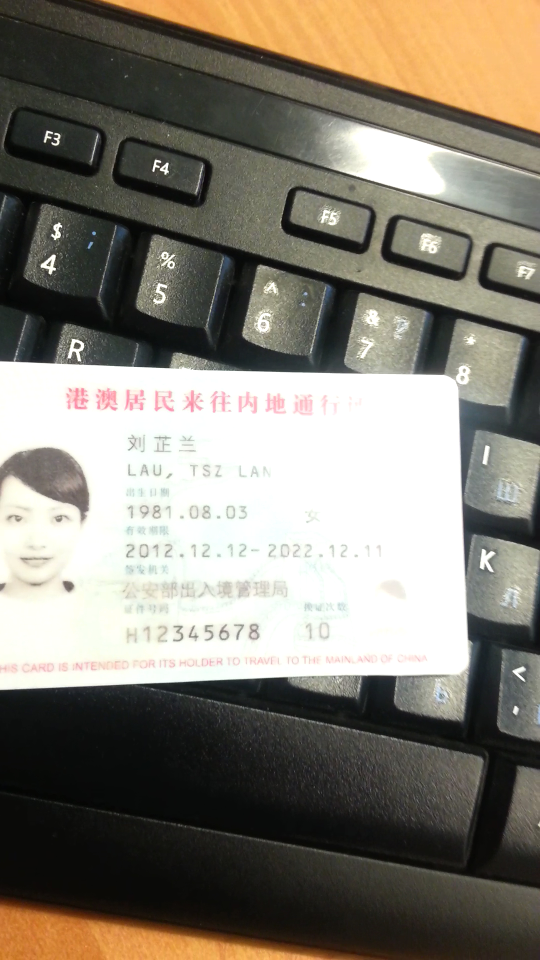 F3 F4 F5 F6 F7
$ ; 4
% 5
^ : 6
& ? 7
* 8
R
I
K
<
,
港澳居民来往内地通行
刘芷兰
LAU, TSZ LAN
出生日期
1981.08.03 女
有效期限
2012.12.12-2022.12.11
签发机关
公安部出入境管理局
证件号码 换证次数
H12345678 10
THIS CARD IS INTENDED FOR ITS HOLDER TO TRAVEL TO THE MAINLAND OF CHINA